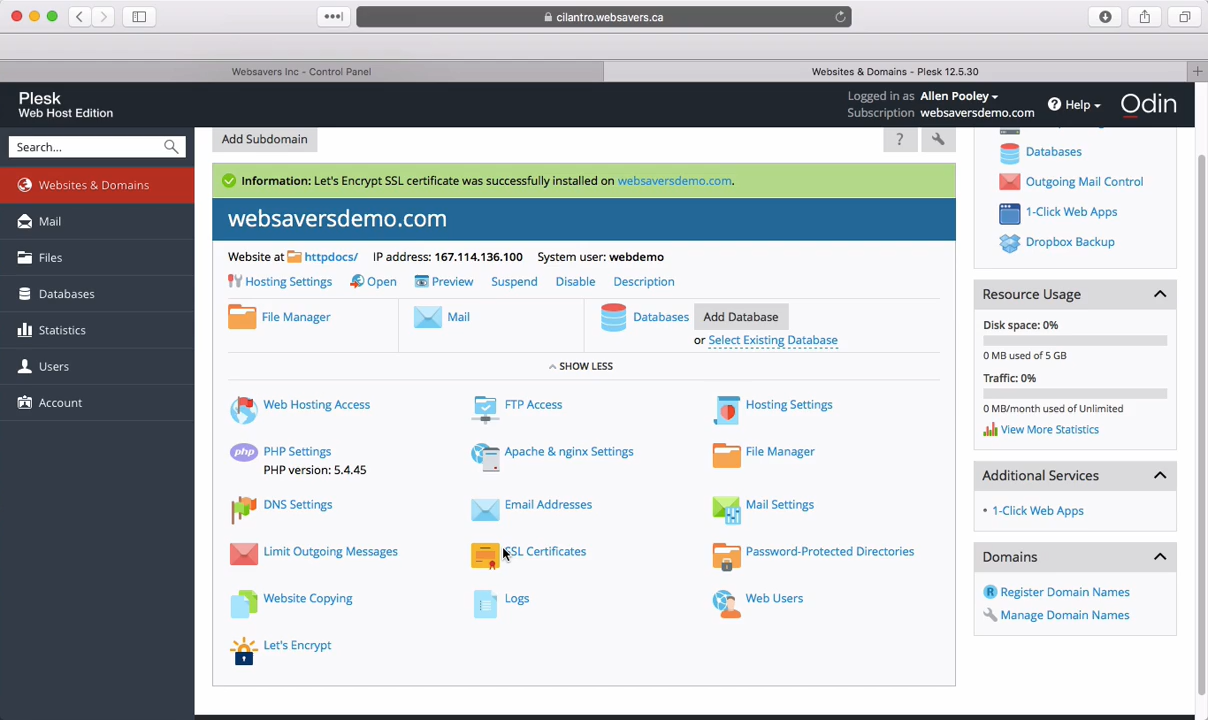 cilantro.websavers.ca
Websavers Inc - Control Panel
Websites & Domains - Plesk 12.5.30
Plesk
Web Host Edition
Logged in as Allen Pooley
Subscription websaversdemo.com
? Help
Odin
Search...
Websites & Domains
Mail
Files
Databases
Statistics
Users
Account
Add Subdomain
?
Information: Let's Encrypt SSL certificate was successfully installed on websaversdemo.com.
websaversdemo.com
Website at httpdocs/ IP address: 167.114.136.100 System user: webdemo
Hosting Settings Open Preview Suspend Disable Description
File Manager
Mail
Databases Add Database
or Select Existing Database
SHOW LESS
Web Hosting Access
FTP Access
Hosting Settings
php PHP Settings
PHP version: 5.4.45
Apache & nginx Settings
File Manager
DNS Settings
Email Addresses
Mail Settings
Limit Outgoing Messages
SSL Certificates
Password-Protected Directories
Website Copying
Logs
Web Users
Let's Encrypt
Databases
Outgoing Mail Control
1-Click Web Apps
Dropbox Backup
Resource Usage
Disk space: 0%
0 MB used of 5 GB
Traffic: 0%
0 MB/month used of Unlimited
View More Statistics
Additional Services
• 1-Click Web Apps
Domains
R Register Domain Names
Manage Domain Names